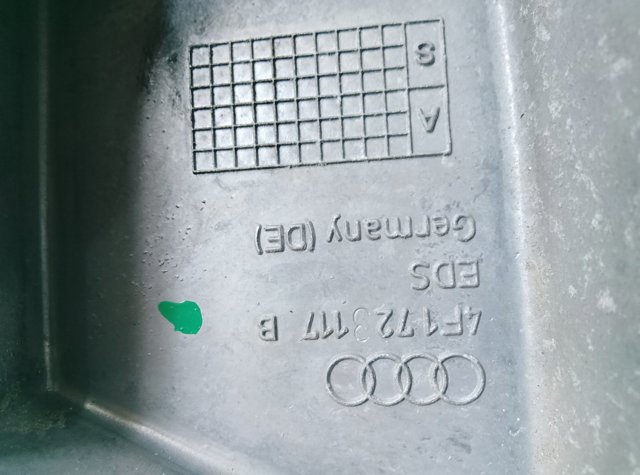 4F1 723 117 B
EDS
Germany (DE)
A
S